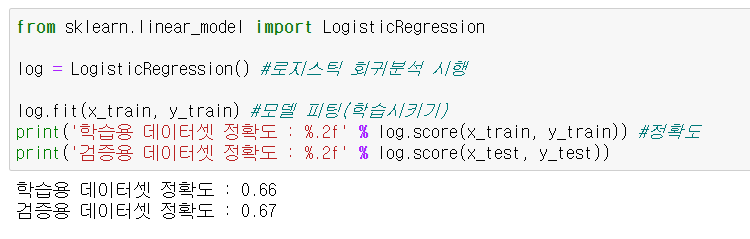 from sklearn.linear_model import LogisticRegression
log = LogisticRegression() #로지스틱 회귀분석 시행
log.fit(x_train, y_train) #모델 피팅(학습시키기)
print('학습용 데이터셋 정확도 : %.2f' % log.score(x_train, y_train)) #정확도
print('검증용 데이터셋 정확도 : %.2f' % log.score(x_test, y_test))
학습용 데이터셋 정확도 : 0.66
검증용 데이터셋 정확도 : 0.67